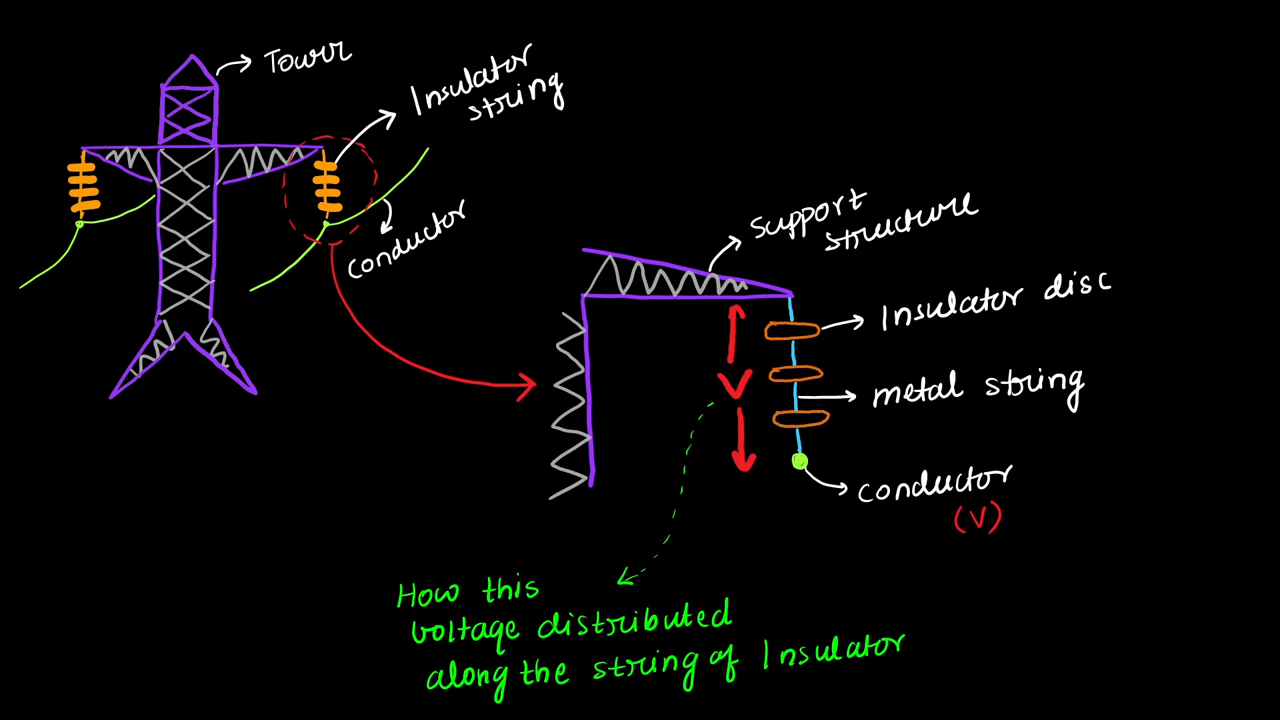 Towr
Insulator
string
conductor
support
structure
Insulator disc
metal string
V
conductor
(V)
How this
voltage distributed
along the string of Insulator